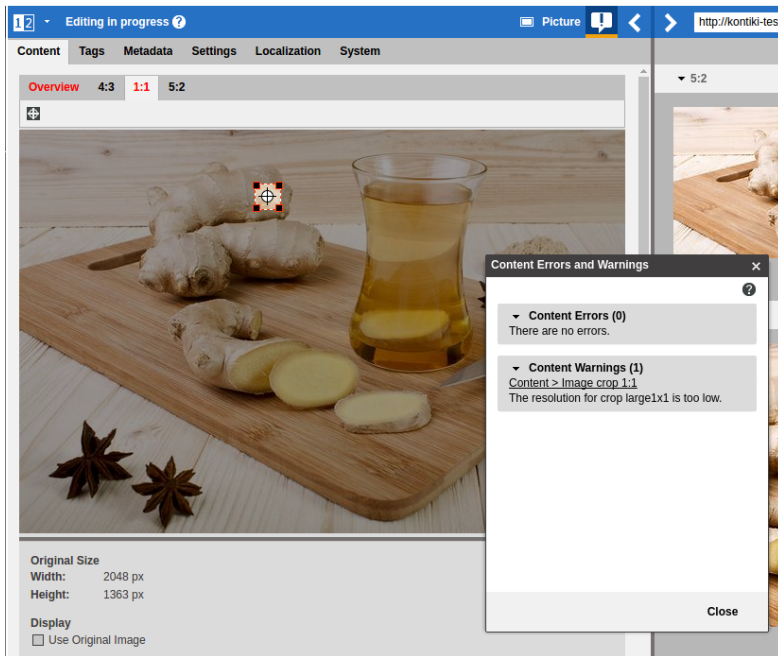 12 Editing in progress ? Picture http://kontiki-tes
Content Tags Metadata Settings Localization System
Overview 4:3 1:1 5:2
5:2
Content Errors and Warnings
?
Content Errors (0)
There are no errors.
Content Warnings (1)
Content > Image crop 1:1
The resolution for crop large1x1 is too low.
Close
Original Size
Width: 2048 px
Height: 1363 px
Display
Use Original Image